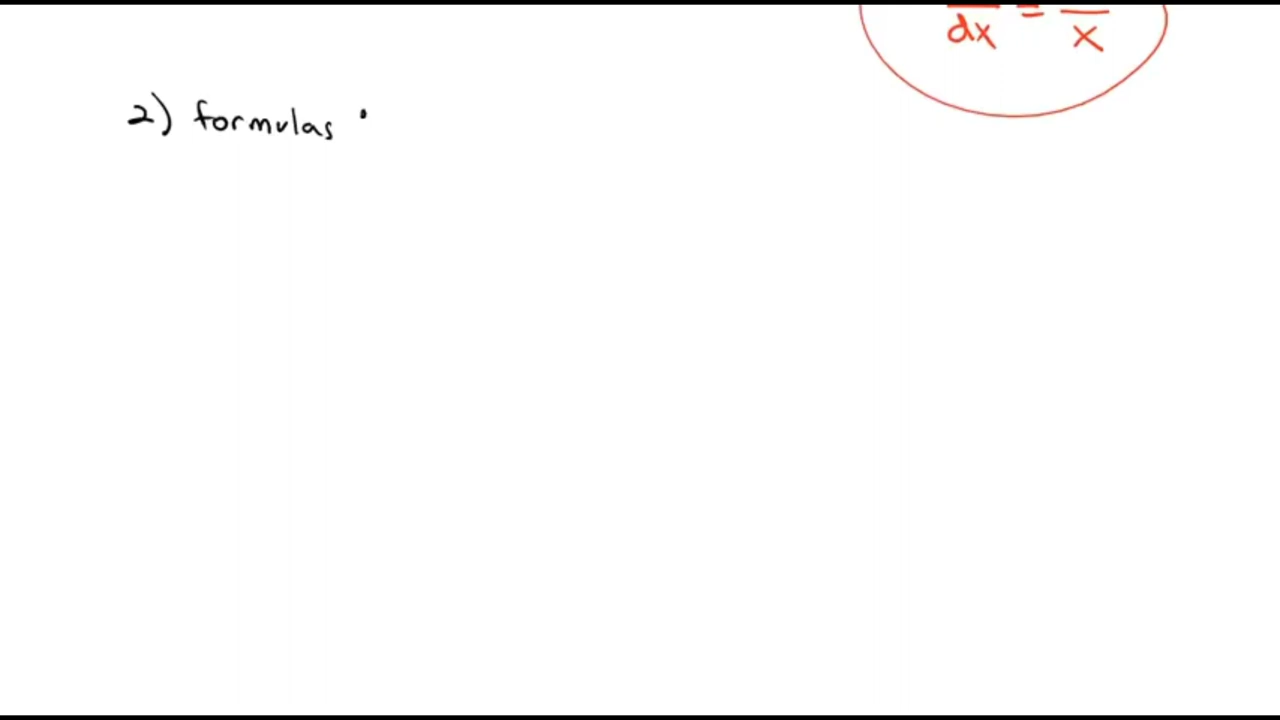 dx = x
2) formulas